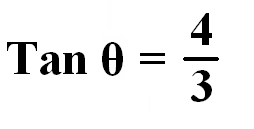 Tan θ = 4/3